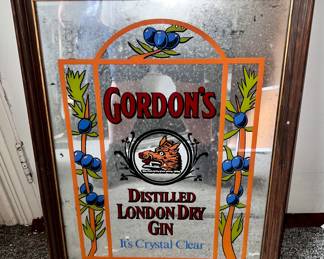 GORDON'S
DISTILLED
LONDON DRY
GIN
It's Crystal Clear